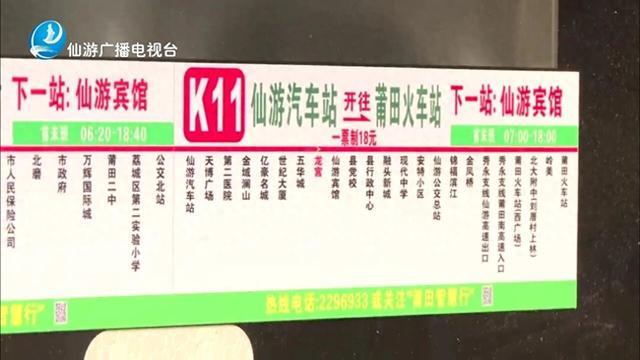 仙游广播电视台
下一站: 仙游宾馆
首末班 06:20-18:40
市人民保险公司
北磨
市政府
万辉国际城
莆田二中
荔城区第二实验小学
公交北站
K11
仙游汽车站 开往 莆田火车站
一票制18元
下一站: 仙游宾馆
首末班 07:00-18:00
仙游汽车站
天博广场
第二医院
金域澜山
亿豪名城
世纪大厦
五华城
龙宫
仙游宾馆
县党校
县行政中心
融头新城
现代中学
安特小区
仙游公交总站
锦福滨江
金凤桥
秀永支线仙游高速出口
秀永支线莆田南高速入口
莆田火车站(西广场)
北大附中(刘厝村上林)
岭美
莆田火车站
热线电话:2296933 或关注"莆田智慧行"
智慧行"